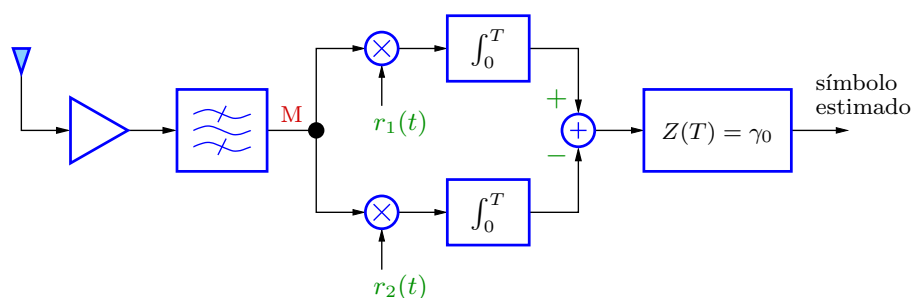 ∫₀ᵀ
M
r₁(t)
+
+
−
Z(T) = γ₀
símbolo
estimado
∫₀ᵀ
r₂(t)